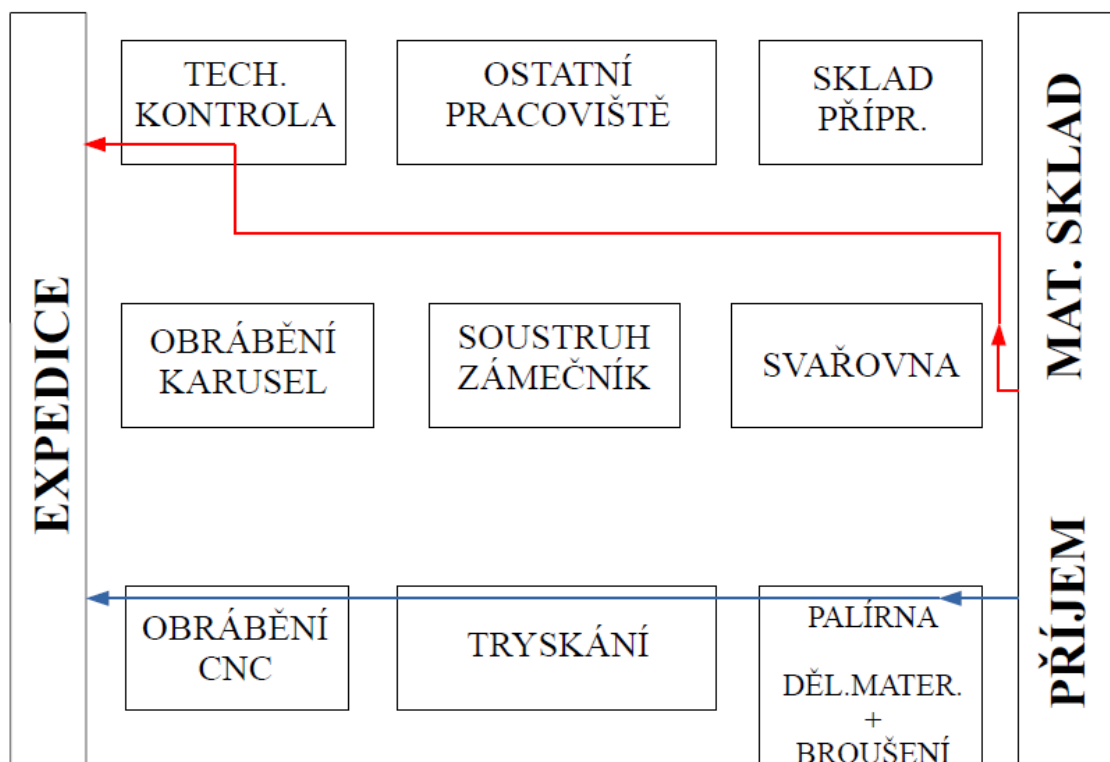 EXPEDICE
TECH.
KONTROLA
OSTATNÍ
PRACOVIŠTĚ
SKLAD
PŘÍPR.
OBRÁBĚNÍ
KARUSEL
SOUSTRUH
ZÁMEČNÍK
SVAŘOVNA
OBRÁBĚNÍ
CNC
TRYSKÁNÍ
PALÍRNA
DĚL.MATER.
+
BROUŠENÍ
MAT. SKLAD
PŘÍJEM